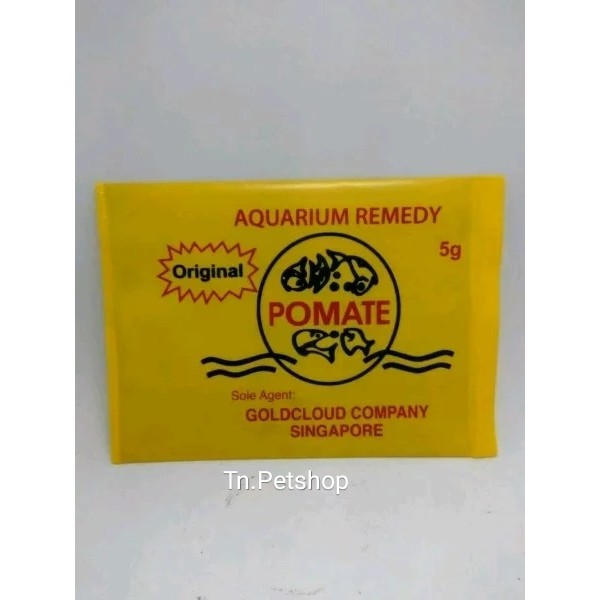 AQUARIUM REMEDY
5g
Original
POMATE
Sole Agent:
GOLDCLOUD COMPANY
SINGAPORE
Tn.Petshop